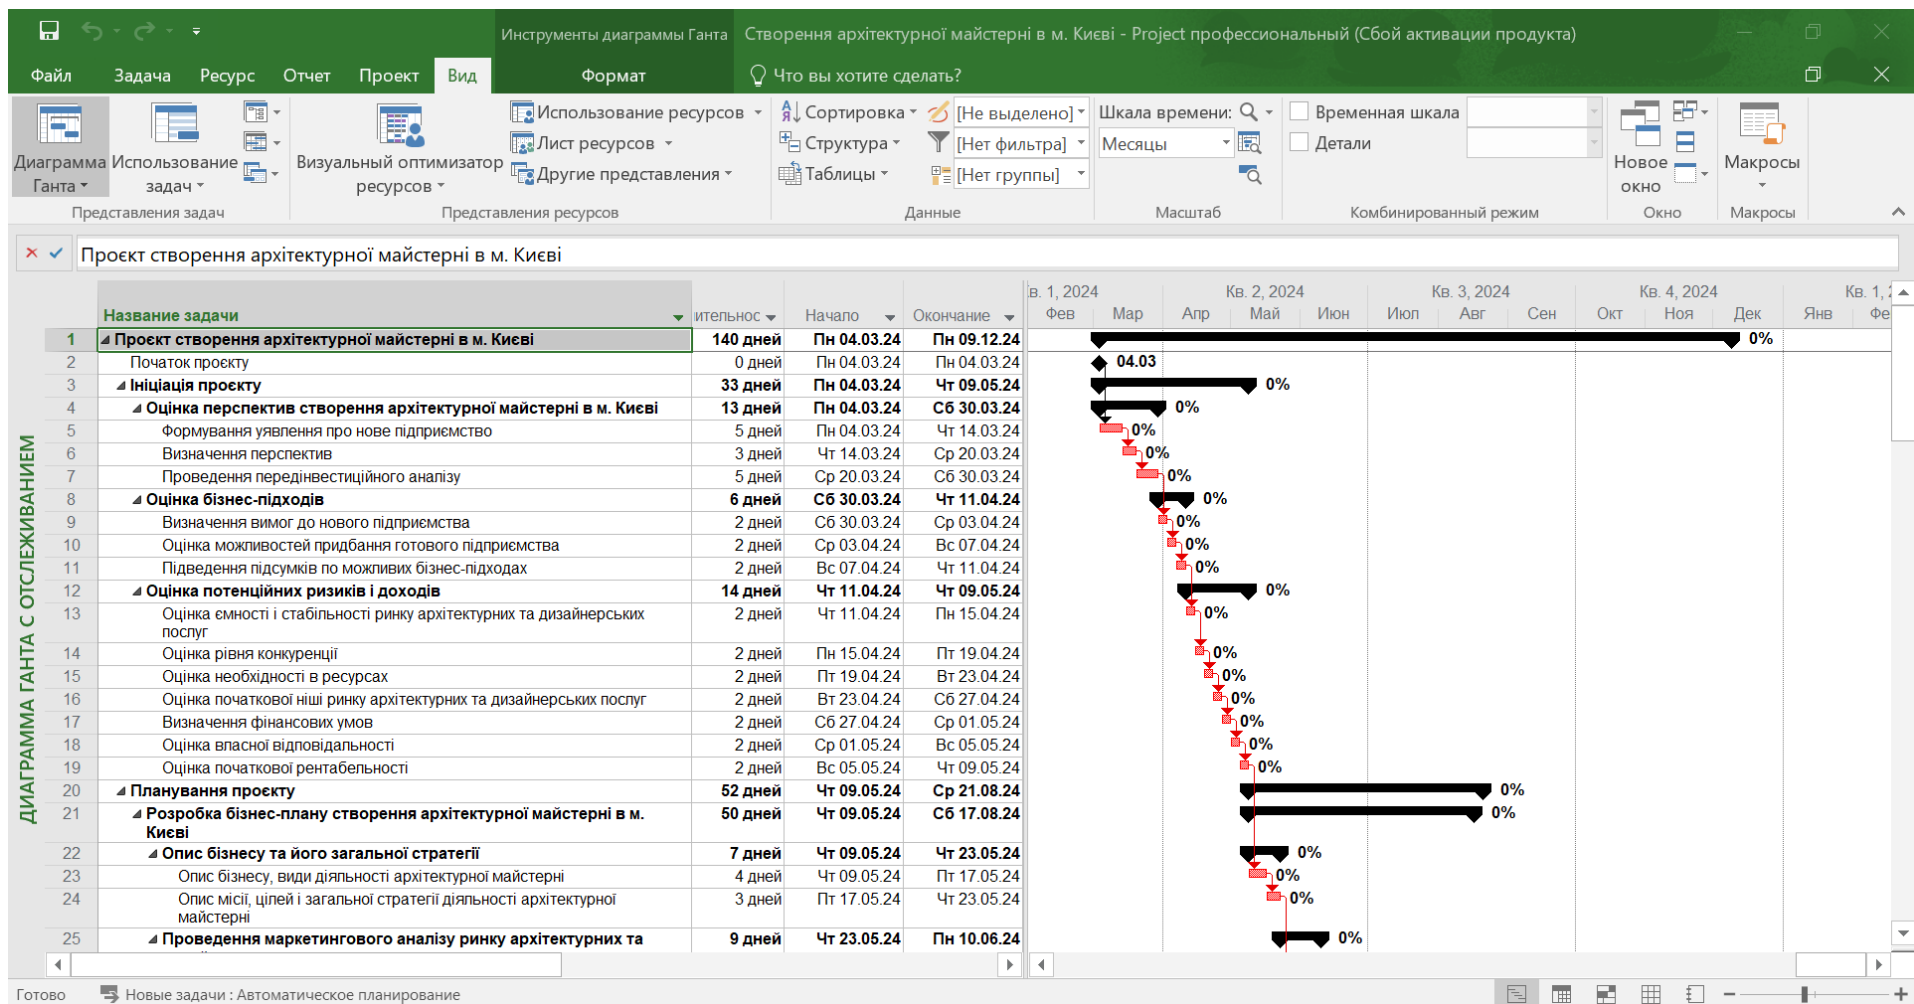 Инструменты диаграммы Ганта Створення архітектурної майстерні в м. Києві - Project профессиональный (Сбой активации продукта)
Файл Задача Ресурс Отчет Проект Вид Формат Что вы хотите сделать?
Диаграмма Ганта
Использование задач
Представления задач
Визуальный оптимизатор ресурсов
Использование ресурсов
Лист ресурсов
Другие представления
Представления ресурсов
Сортировка [Не выделено]
Структура [Нет фильтра]
Таблицы [Нет группы]
Данные
Шкала времени:
Месяцы
Масштаб
Временная шкала
Детали
Комбинированный режим
Новое окно
Окно
Макросы
Макросы
Проєкт створення архітектурної майстерні в м. Києві
в. 1, 2024 Кв. 2, 2024 Кв. 3, 2024 Кв. 4, 2024 Кв. 1,
Название задачи Начало Окончание Фев Мар Апр Май Июн Июл Авг Сен Окт Ноя Дек Янв Фе
1 Проєкт створення архітектурної майстерні в м. Києві 140 дней Пн 04.03.24 Пн 09.12.24 0%
2 Початок проєкту 0 дней Пн 04.03.24 Пн 04.03.24 04.03
3 Ініціація проєкту 33 дней Пн 04.03.24 Чт 09.05.24 0%
4 Оцінка перспектив створення архітектурної майстерні в м. Києві 13 дней Пн 04.03.24 Сб 30.03.24 0%
5 Формування уявлення про нове підприємство 5 дней Пн 04.03.24 Чт 14.03.24 0%
6 Визначення перспектив 3 дней Чт 14.03.24 Ср 20.03.24 0%
7 Проведення передінвестиційного аналізу 5 дней Ср 20.03.24 Сб 30.03.24 0%
8 Оцінка бізнес-підходів 6 дней Сб 30.03.24 Чт 11.04.24 0%
9 Визначення вимог до нового підприємства 2 дней Сб 30.03.24 Ср 03.04.24 0%
10 Оцінка можливостей придбання готового підприємства 2 дней Ср 03.04.24 Вс 07.04.24 0%
11 Підведення підсумків по можливих бізнес-підходах 2 дней Вс 07.04.24 Чт 11.04.24 0%
12 Оцінка потенційних ризиків і доходів 14 дней Чт 11.04.24 Чт 09.05.24 0%
13 Оцінка ємності і стабільності ринку архітектурних та дизайнерських 2 дней Чт 11.04.24 Пн 15.04.24 0%
послуг
14 Оцінка рівня конкуренції 2 дней Пн 15.04.24 Пт 19.04.24 0%
15 Оцінка необхідності в ресурсах 2 дней Пт 19.04.24 Вт 23.04.24 0%
16 Оцінка початкової ніші ринку архітектурних та дизайнерських послуг 2 дней Вт 23.04.24 Сб 27.04.24 0%
17 Визначення фінансових умов 2 дней Сб 27.04.24 Ср 01.05.24 0%
18 Оцінка власної відповідальності 2 дней Ср 01.05.24 Вс 05.05.24 0%
19 Оцінка початкової рентабельності 2 дней Вс 05.05.24 Чт 09.05.24 0%
20 Планування проєкту 52 дней Чт 09.05.24 Ср 21.08.24 0%
21 Розробка бізнес-плану створення архітектурної майстерні в м. 50 дней Чт 09.05.24 Сб 17.08.24 0%
Києві
22 Опис бізнесу та його загальної стратегії 7 дней Чт 09.05.24 Чт 23.05.24 0%
23 Опис бізнесу, види діяльності архітектурної майстерні 4 дней Чт 09.05.24 Пт 17.05.24 0%
24 Опис місії, цілей і загальної стратегії діяльності архітектурної 3 дней Пт 17.05.24 Чт 23.05.24 0%
майстерні
25 Проведення маркетингового аналізу ринку архітектурних та 9 дней Чт 23.05.24 Пн 10.06.24 0%
ДИАГРАММА ГАНТА С ОТСЛЕЖИВАНИЕМ
Готово Новые задачи : Автоматическое планирование